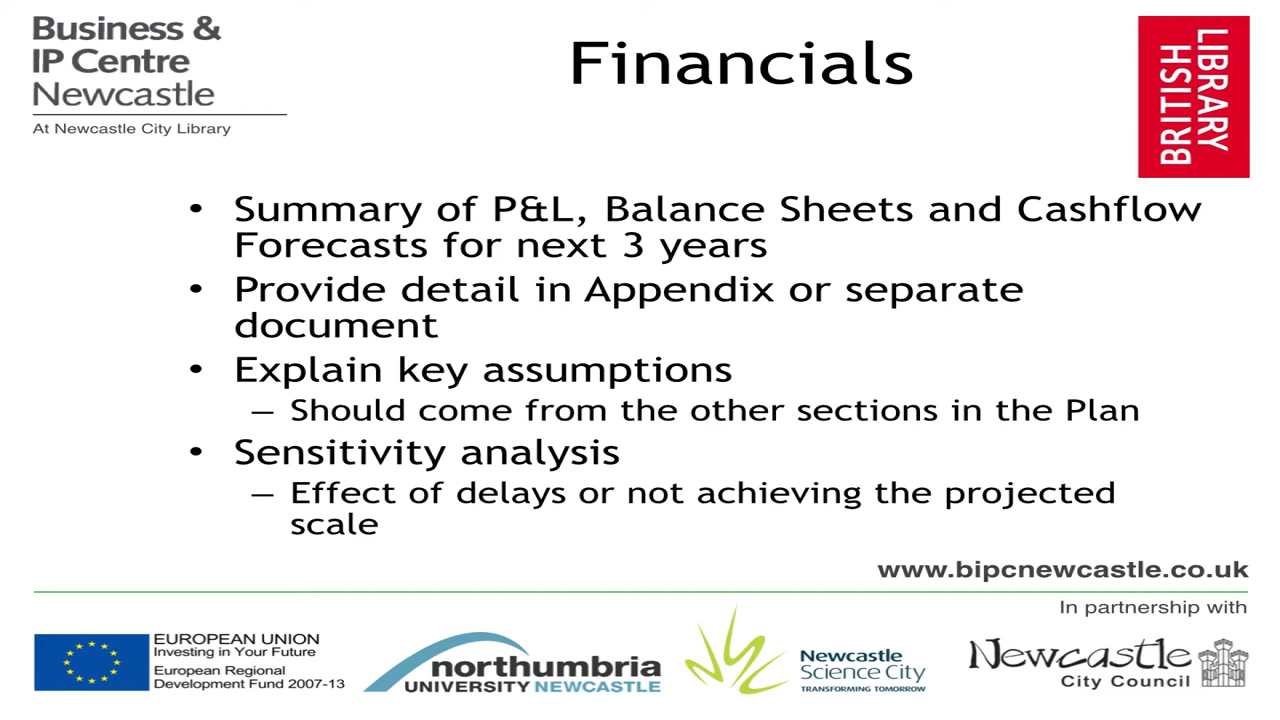 Business &
IP Centre
Newcastle
At Newcastle City Library
Financials
BRITISH
LIBRARY
• Summary of P&L, Balance Sheets and Cashflow
Forecasts for next 3 years
• Provide detail in Appendix or separate
document
• Explain key assumptions
– Should come from the other sections in the Plan
• Sensitivity analysis
– Effect of delays or not achieving the projected
scale
www.bipcnewcastle.co.uk
In partnership with
EUROPEAN UNION
Investing in Your Future
European Regional
Development Fund 2007-13
northumbria
UNIVERSITY NEWCASTLE
Newcastle
Science City
TRANSFORMING TOMORROW
Newcastle
City Council